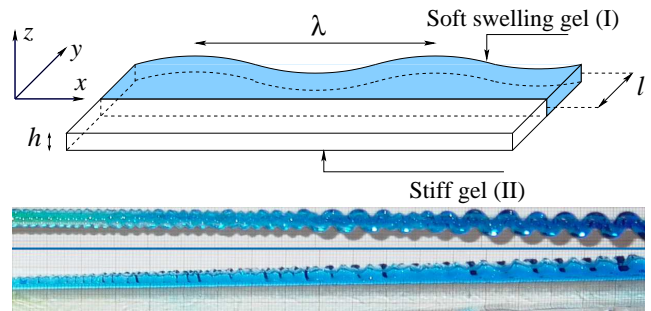 z
y
x
λ
Soft swelling gel (I)
l
h
Stiff gel (II)